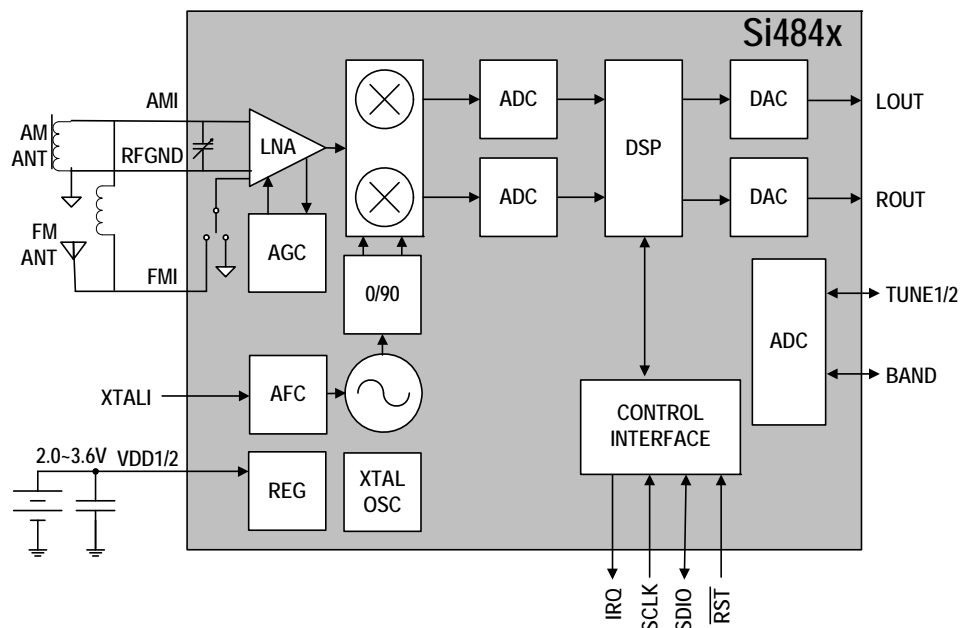 Si484x
AMI
AM
ANT
RFGND
LNA
ADC
DAC
LOUT
DSP
ADC
DAC
ROUT
FM
ANT
AGC
FMI
0/90
TUNE1/2
ADC
BAND
XTALI
AFC
CONTROL
INTERFACE
2.0~3.6V
VDD1/2
REG
XTAL
OSC
IRQ
SCLK
SDIO
RST